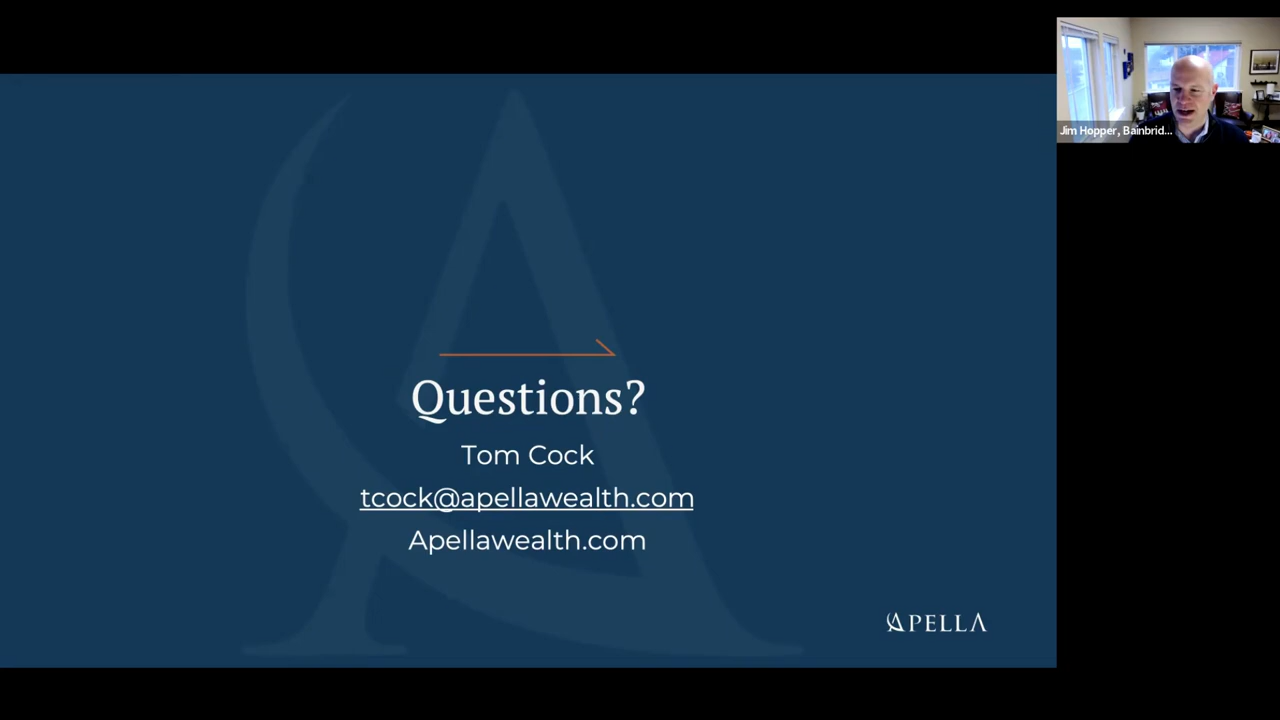 Jim Hopper, Bainbrid...
Questions?
Tom Cock
tcock@apellawealth.com
Apellawealth.com
APELLA